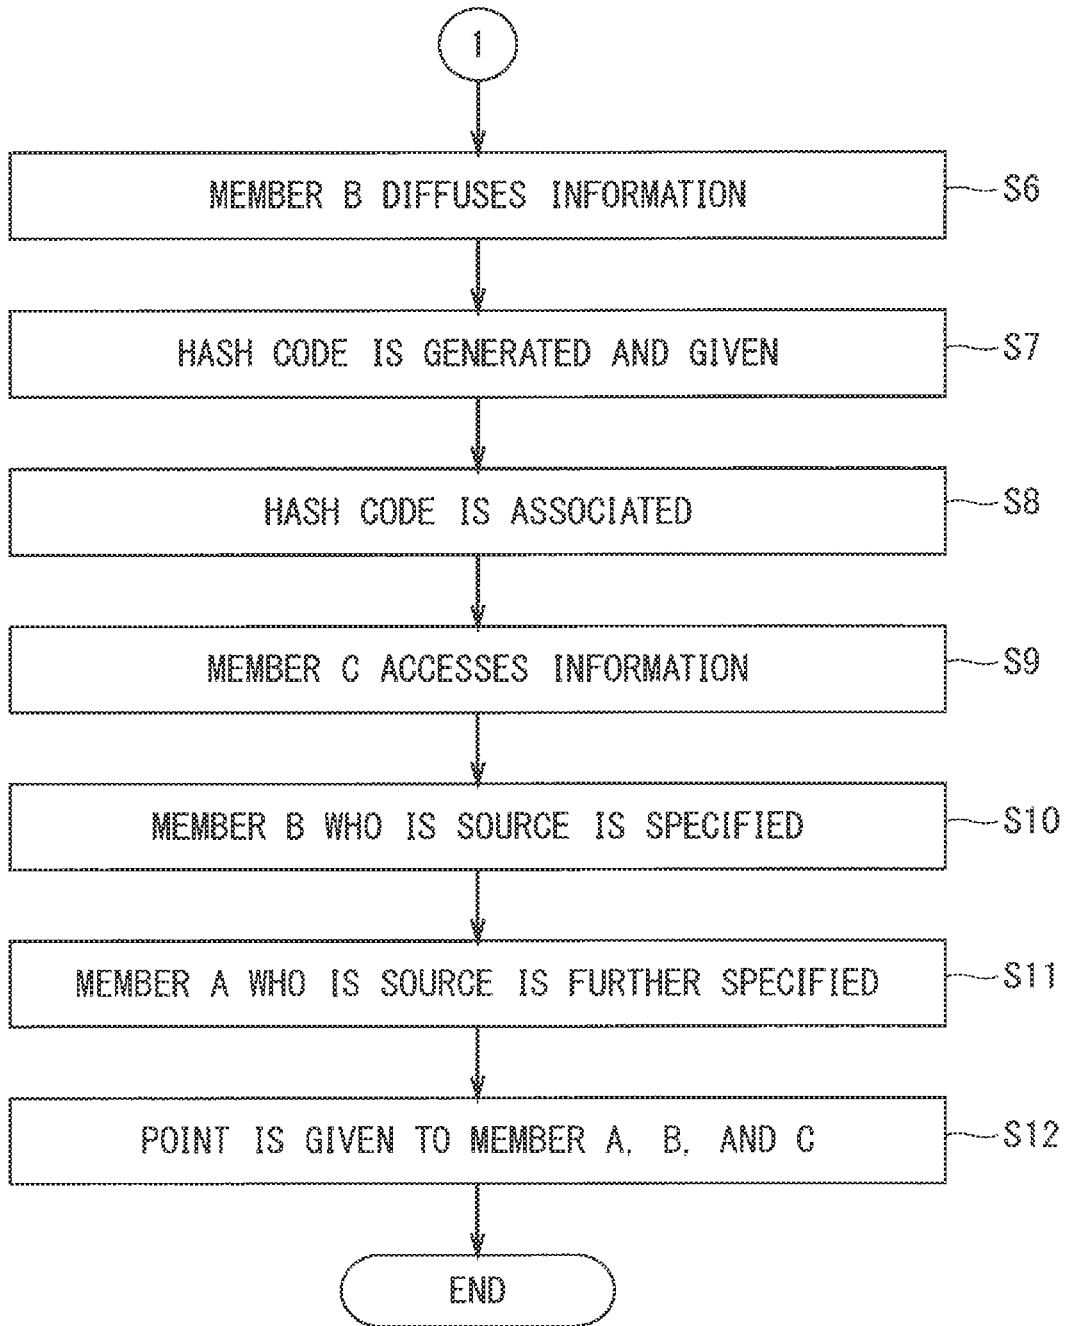 1
MEMBER B DIFFUSES INFORMATION
S6
HASH CODE IS GENERATED AND GIVEN
S7
HASH CODE IS ASSOCIATED
S8
MEMBER C ACCESSES INFORMATION
S9
MEMBER B WHO IS SOURCE IS SPECIFIED
S10
MEMBER A WHO IS SOURCE IS FURTHER SPECIFIED
S11
POINT IS GIVEN TO MEMBER A, B, AND C
S12
END